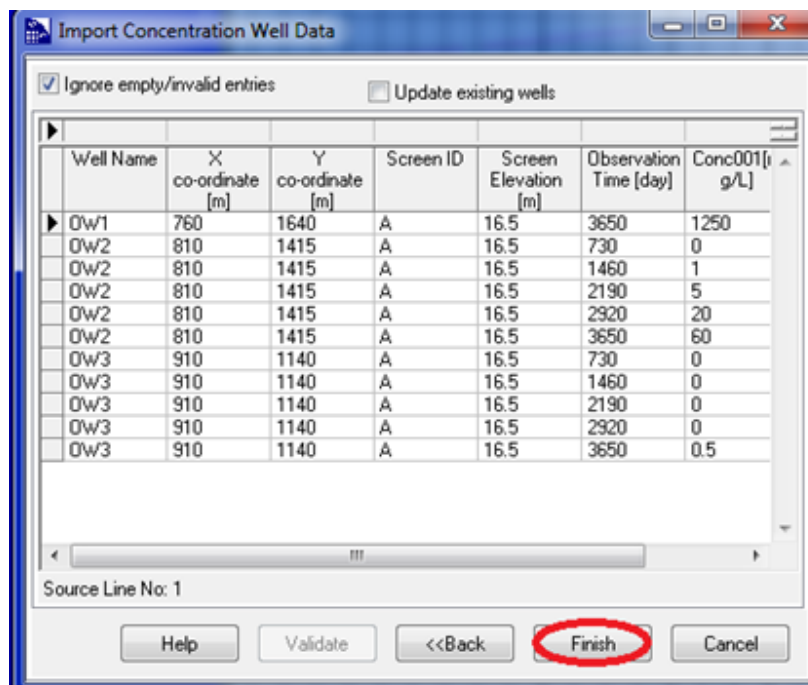 Import Concentration Well Data
Ignore empty/invalid entries Update existing wells
Well Name X Y Screen ID Screen Observation Conc001[
co-ordinate co-ordinate Elevation Time [day] g/L]
[m] [m] [m]
OW1 760 1640 A 16.5 3650 1250
OW2 810 1415 A 16.5 730 0
OW2 810 1415 A 16.5 1460 1
OW2 810 1415 A 16.5 2190 5
OW2 810 1415 A 16.5 2920 20
OW2 810 1415 A 16.5 3650 60
OW3 910 1140 A 16.5 730 0
OW3 910 1140 A 16.5 1460 0
OW3 910 1140 A 16.5 2190 0
OW3 910 1140 A 16.5 2920 0
OW3 910 1140 A 16.5 3650 0.5
Source Line No: 1
Help Validate <<Back Finish Cancel